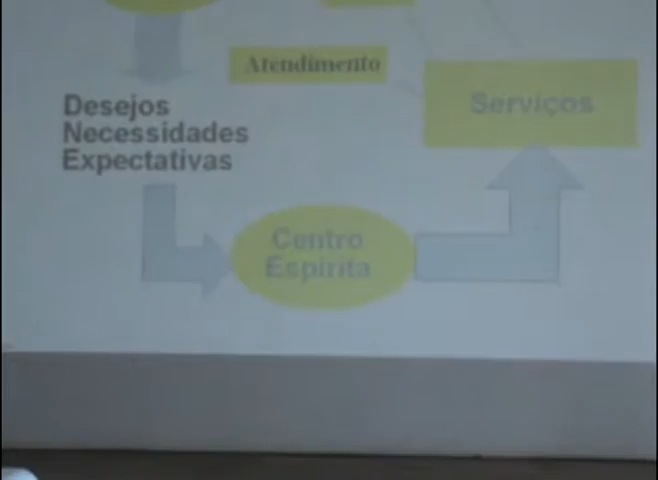 Atendimento
Serviços
Desejos
Necessidades
Expectativas
Centro
Espírita